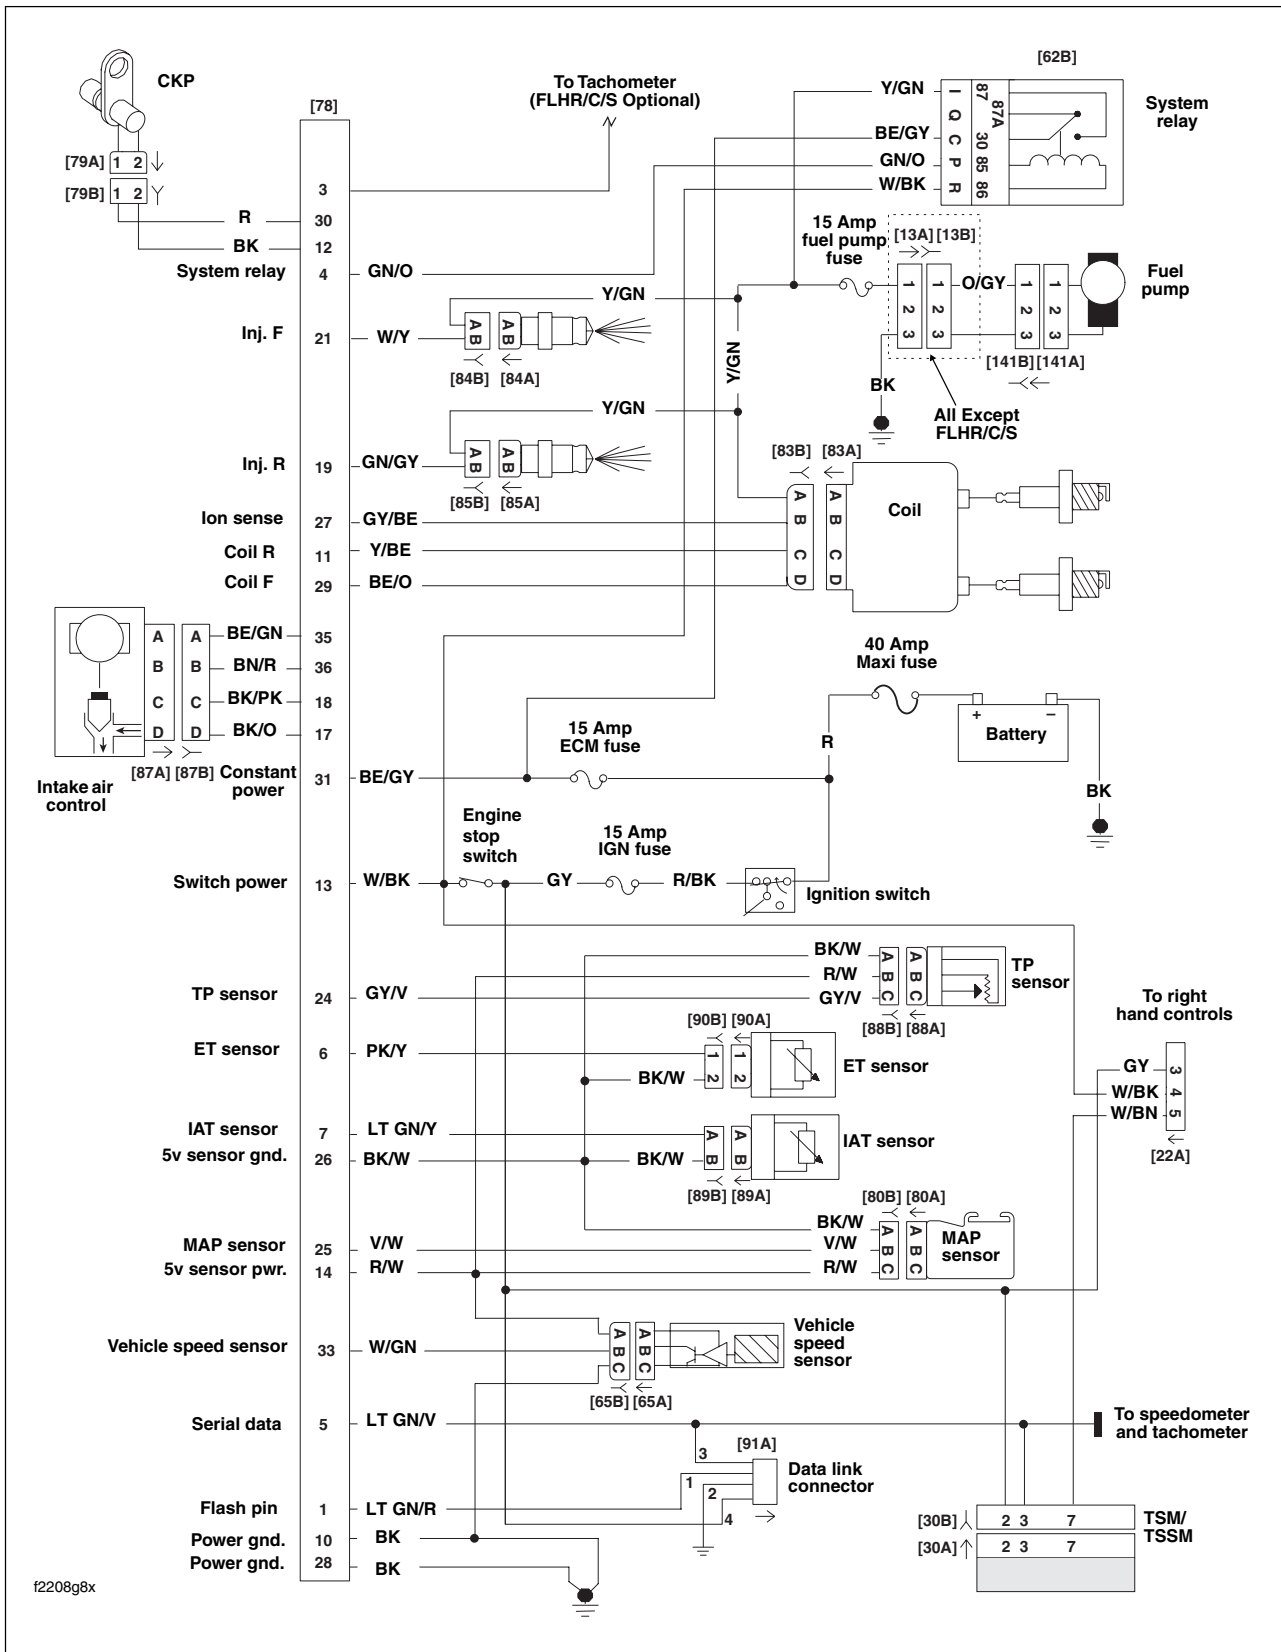 CKP
[78]
To Tachometer
(FLHR/C/S Optional)
[62B]
System
relay
Y/GN
BE/GY
GN/O
W/BK
I
Q
C
P
R
87
87A
30
85
86
[79A] 1 2
[79B] 1 2
3
R 30
BK 12
System relay 4 GN/O
15 Amp
fuel pump
fuse
[13A] [13B]
1 2 3
1 2 3
O/GY
1 2 3
1 2 3
Fuel
pump
[141B] [141A]
BK
All Except
FLHR/C/S
Y/GN
Inj. F 21 W/Y
A B
A B
[84B] [84A]
Y/GN
Y/GN
Inj. R 19 GN/GY
A B
A B
[85B] [85A]
[83B] [83A]
A B C D
A B C D
Coil
Ion sense 27 GY/BE
Coil R 11 Y/BE
Coil F 29 BE/O
A A BE/GN 35
B B BN/R 36
C C BK/PK 18
D D BK/O 17
[87A] [87B]
Intake air
control
40 Amp
Maxi fuse
+ −
Battery
R
BK
15 Amp
ECM fuse
Constant
power
31 BE/GY
Engine
stop
switch
15 Amp
IGN fuse
Switch power 13 W/BK GY R/BK
Ignition switch
BK/W
R/W
GY/V
A B C
A B C
TP
sensor
[88B] [88A]
TP sensor 24 GY/V
[90B] [90A]
ET sensor 6 PK/Y
BK/W
1 2
1 2
ET sensor
To right
hand controls
GY 3
W/BK 4
W/BN 5
[22A]
IAT sensor 7 LT GN/Y
5v sensor gnd. 26 BK/W BK/W
A B
A B
IAT sensor
[89B] [89A]
[80B] [80A]
BK/W
MAP sensor 25 V/W V/W
5v sensor pwr. 14 R/W R/W
A B C
A B C
MAP
sensor
Vehicle speed sensor 33 W/GN
A B C
A B C
Vehicle
speed
sensor
[65B] [65A]
Serial data 5 LT GN/V
To speedometer
and tachometer
[91A]
3
1
2
4
Data link
connector
Flash pin 1 LT GN/R
Power gnd. 10 BK
Power gnd. 28 BK
[30B] 2 3 7
[30A] 2 3 7
TSM/
TSSM
f2208g8x